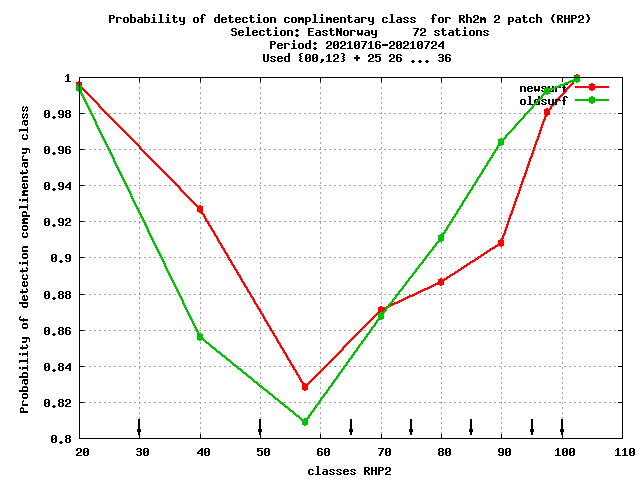 Probability of detection complimentary class  for Rh2m 2 patch (RHP2)
Selection: EastNorway     72 stations
Period: 20210716-20210724
Used {00,12} + 25 26 ... 36
newsurf
oldsurf
1
0.98
0.96
0.94
0.92
0.9
0.88
0.86
0.84
0.82
0.8
Probability of detection complimentary class
20 30 40 50 60 70 80 90 100 110
classes RHP2